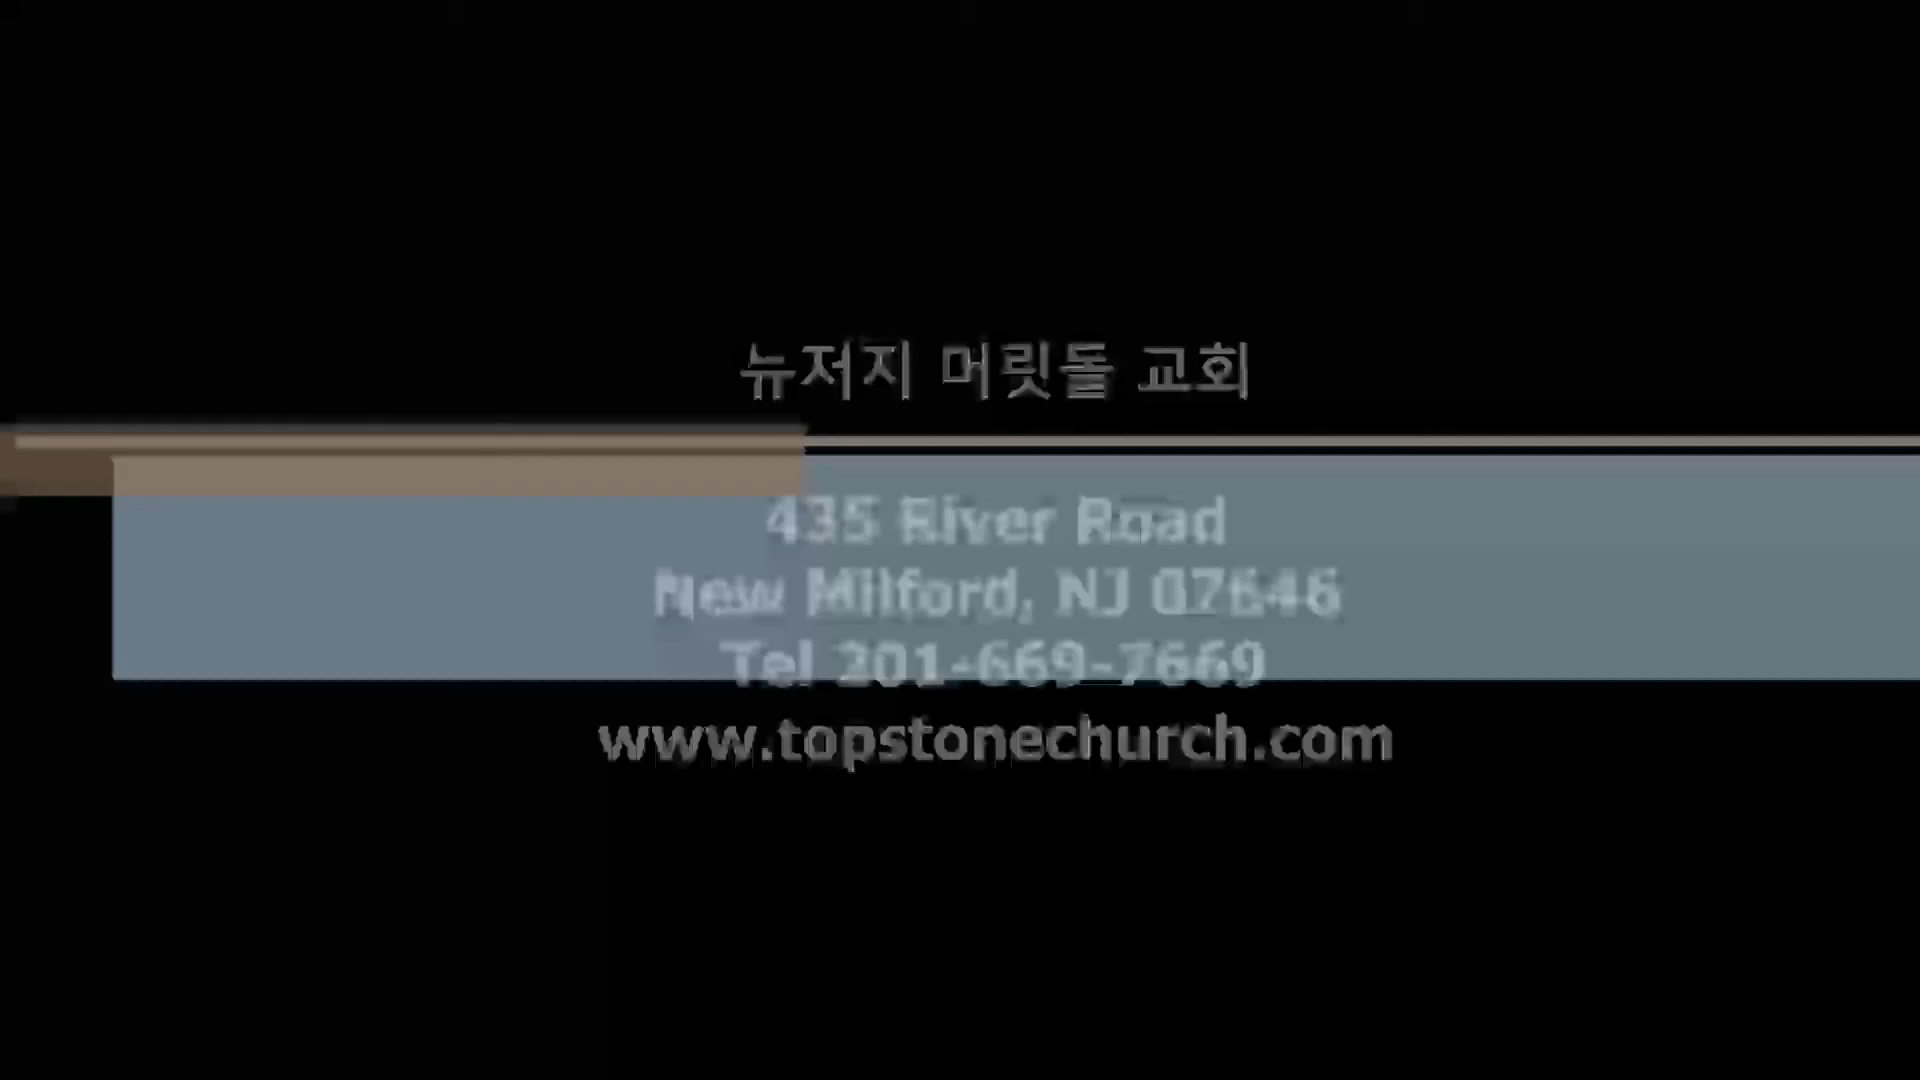 뉴저지 머릿돌 교회
435 River Road
New Milford, NJ 07646
Tel 201-669-7669
www.topstonechurch.com